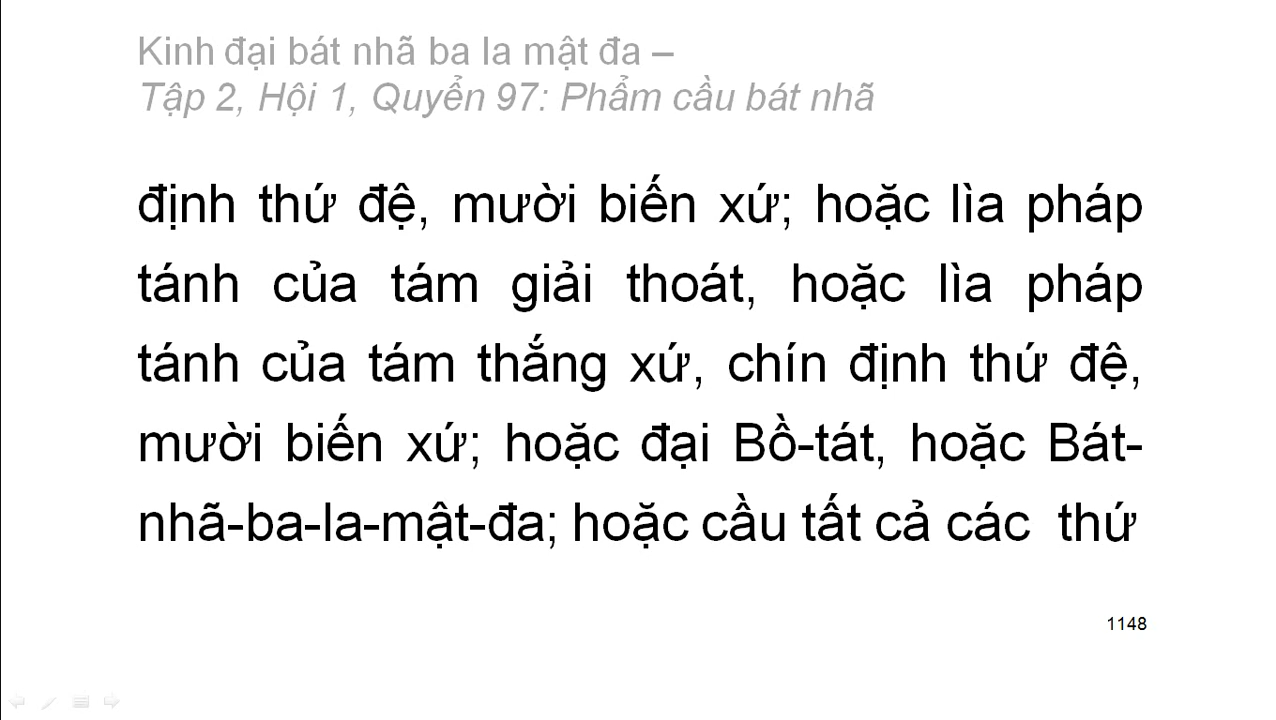 Kinh đại bát nhã ba la mật đa –
Tập 2, Hội 1, Quyển 97: Phẩm cầu bát nhã
định thứ đệ, mười biến xứ; hoặc lìa pháp
tánh của tám giải thoát, hoặc lìa pháp
tánh của tám thắng xứ, chín định thứ đệ,
mười biến xứ; hoặc đại Bồ-tát, hoặc Bát-
nhã-ba-la-mật-đa; hoặc cầu tất cả các thứ
1148